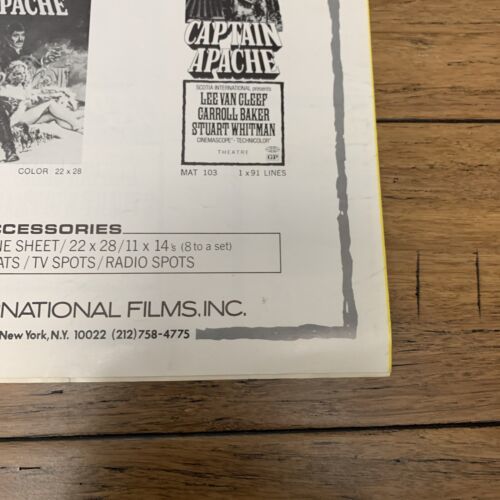 APACHE
CAPTAIN
APACHE
SCOTIA INTERNATIONAL presents
LEE VAN CLEEF
CARROLL BAKER
STUART WHITMAN
CINEMASCOPE · TECHNICOLOR
THEATRE
GP
COLOR 22 x 28
MAT 103 1 x 91 LINES
CCESSORIES
NE SHEET / 22 x 28 / 11 x 14's (8 to a set)
ATS / TV SPOTS / RADIO SPOTS
RNATIONAL FILMS, INC.
New York, N.Y. 10022 (212) 758-4775